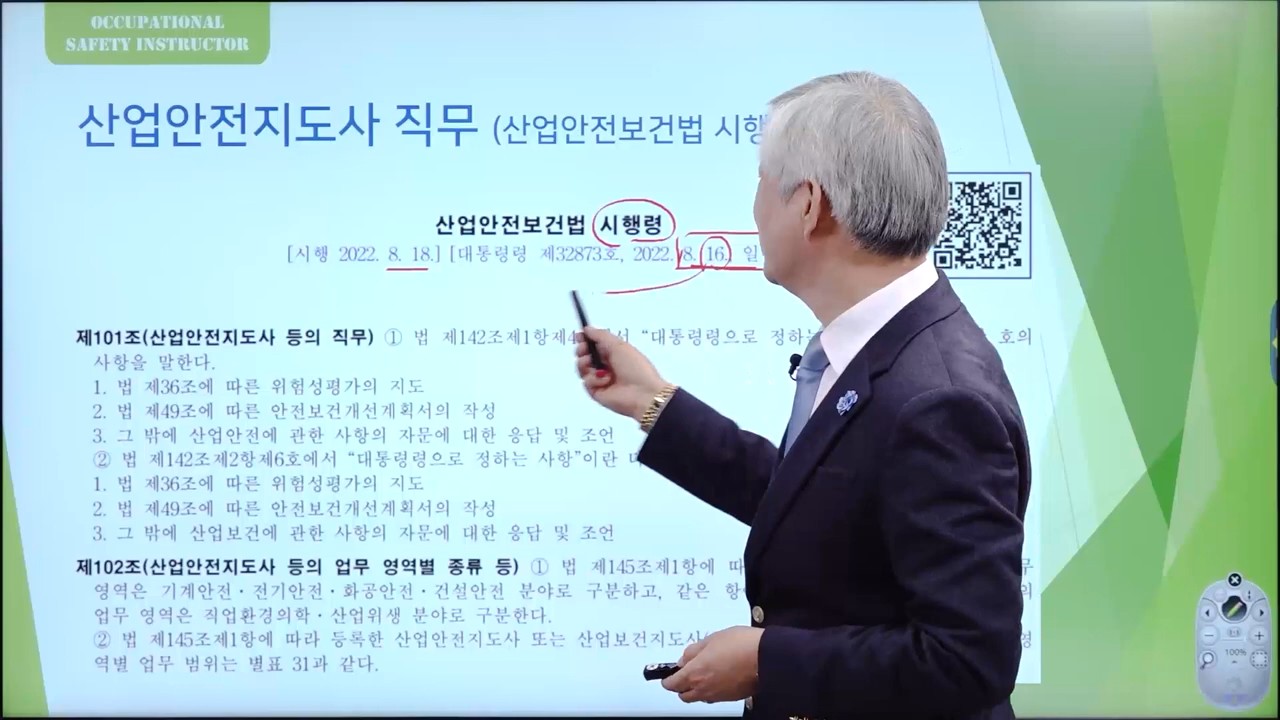 OCCUPATIONAL
SAFETY INSTRUCTOR
산업안전지도사 직무 (산업안전보건법 시행
산업안전보건법 시행령
[시행 2022. 8. 18.] [대통령령 제32873호, 2022. 8. 16. 일
제101조(산업안전지도사 등의 직무) ① 법 제142조제1항제4 서 “대통령령으로 정하는 호의
사항을 말한다.
1. 법 제36조에 따른 위험성평가의 지도
2. 법 제49조에 따른 안전보건개선계획서의 작성
3. 그 밖에 산업안전에 관한 사항의 자문에 대한 응답 및 조언
② 법 제142조제2항제6호에서 “대통령령으로 정하는 사항”이란
1. 법 제36조에 따른 위험성평가의 지도
2. 법 제49조에 따른 안전보건개선계획서의 작성
3. 그 밖에 산업보건에 관한 사항의 자문에 대한 응답 및 조언
제102조(산업안전지도사 등의 업무 영역별 종류 등) ① 법 제145조제1항에 따 무
영역은 기계안전·전기안전·화공안전·건설안전 분야로 구분하고, 같은 항 의
업무 영역은 직업환경의학·산업위생 분야로 구분한다.
② 법 제145조제1항에 따라 등록한 산업안전지도사 또는 산업보건지도사 영
역별 업무 범위는 별표 31과 같다.
100%